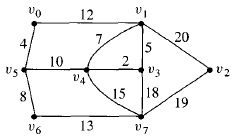 v₀ 12 v₁
4 7 5 20
v₅ 10 v₄ 2 v₃ v₂
8 15 18 19
v₆ 13 v₇